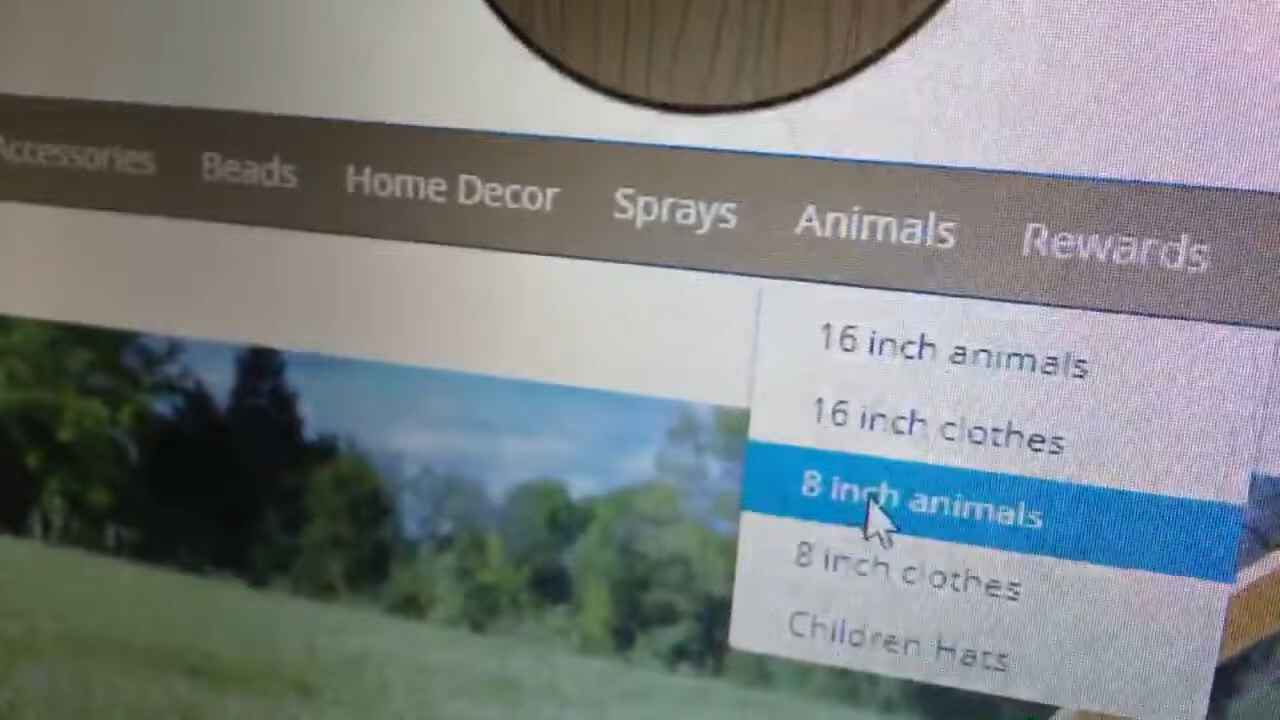 Accessories Beads Home Decor Sprays Animals Rewards
16 inch animals
16 inch clothes
8 inch animals
8 inch clothes
Children Hats